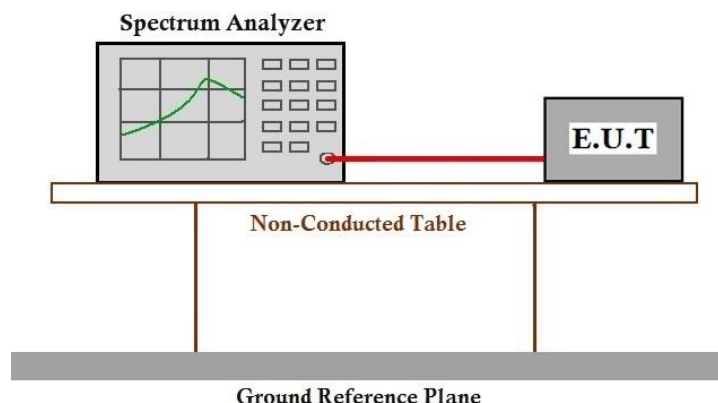 Spectrum Analyzer
E.U.T
Non-Conducted Table
Ground Reference Plane